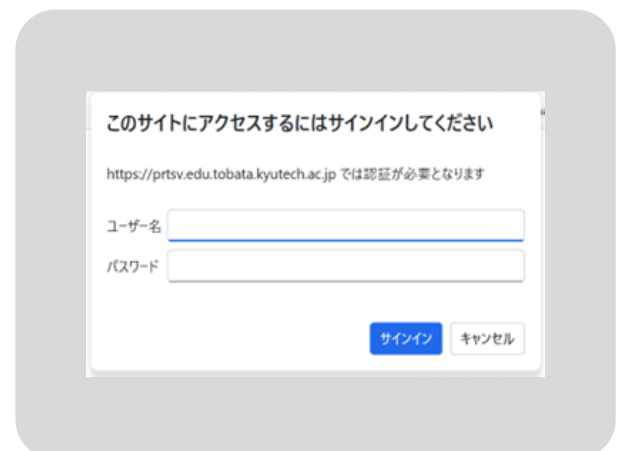 このサイトにアクセスするにはサインインしてください
https://prtsv.edu.tobata.kyutech.ac.jp では認証が必要となります
ユーザー名
パスワード
サインイン キャンセル